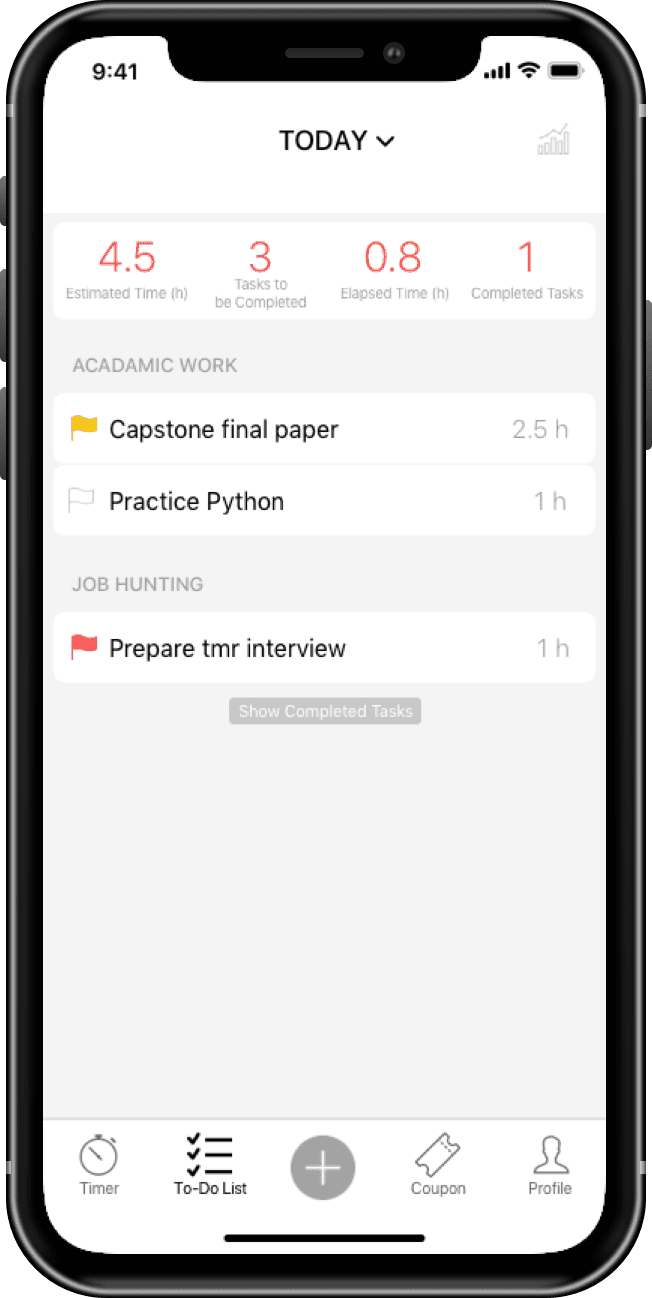 9:41
TODAY
4.5 3 0.8 1
Estimated Time (h) Tasks to be Completed Elapsed Time (h) Completed Tasks
ACADAMIC WORK
Capstone final paper 2.5 h
Practice Python 1 h
JOB HUNTING
Prepare tmr interview 1 h
Show Completed Tasks
Timer To-Do List Coupon Profile